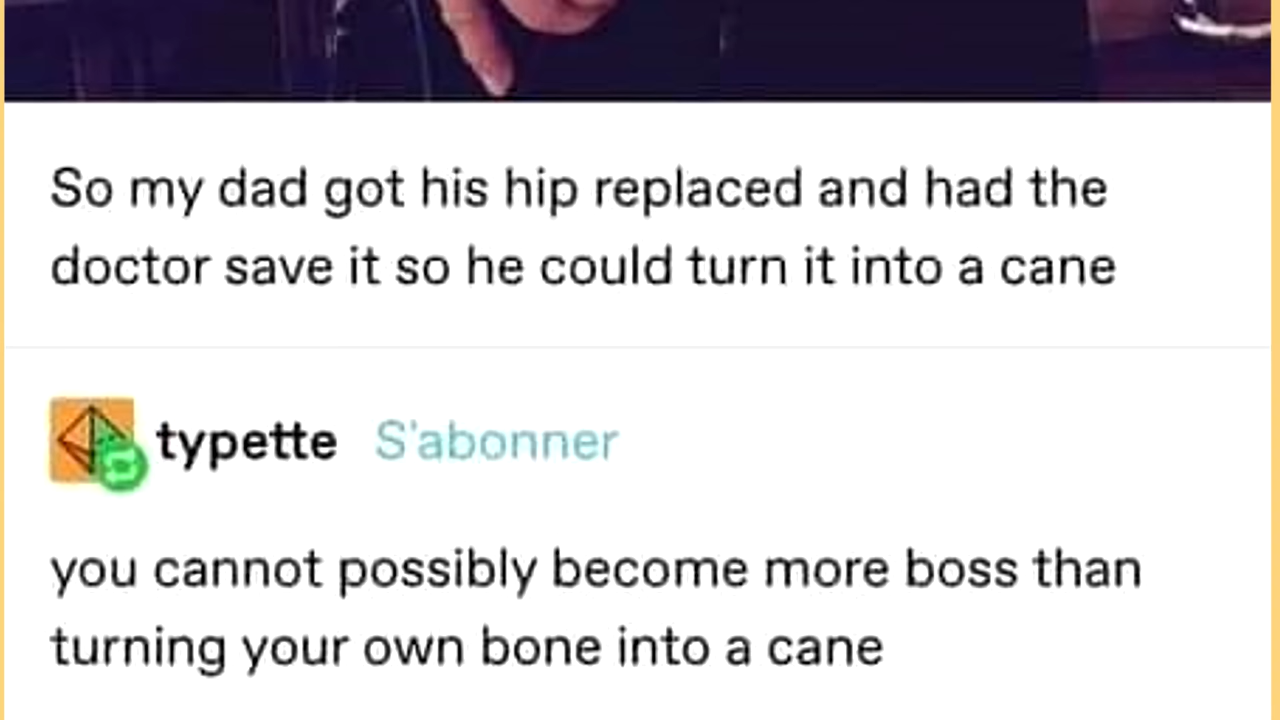 So my dad got his hip replaced and had the
doctor save it so he could turn it into a cane
typette S'abonner
you cannot possibly become more boss than
turning your own bone into a cane